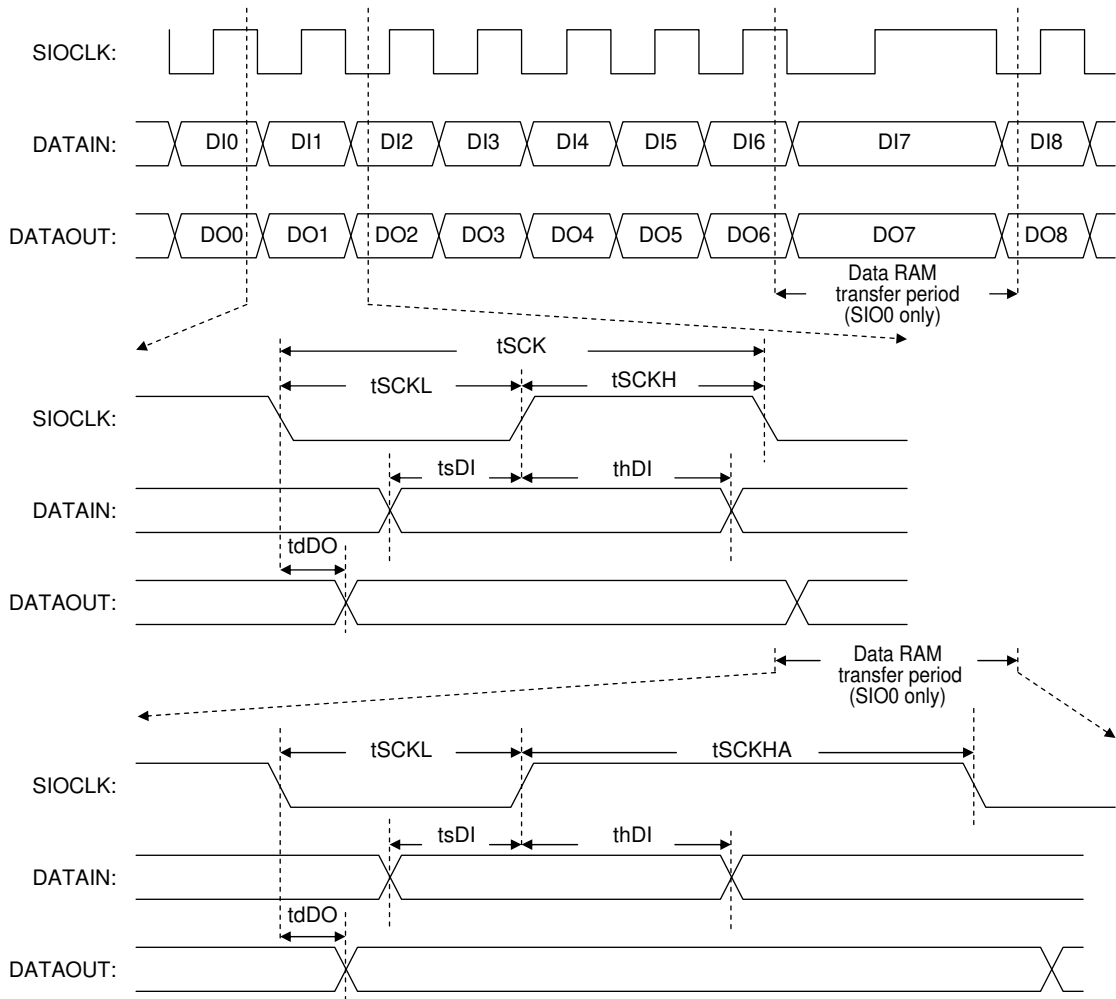 SIOCLK:
DATAIN: DI0 DI1 DI2 DI3 DI4 DI5 DI6 DI7 DI8
DATAOUT: DO0 DO1 DO2 DO3 DO4 DO5 DO6 DO7 DO8
Data RAM
transfer period
(SIO0 only)
tSCK
tSCKL tSCKH
SIOCLK:
tsDI thDI
DATAIN:
tdDO
DATAOUT:
Data RAM
transfer period
(SIO0 only)
tSCKL tSCKHA
SIOCLK:
tsDI thDI
DATAIN:
tdDO
DATAOUT: